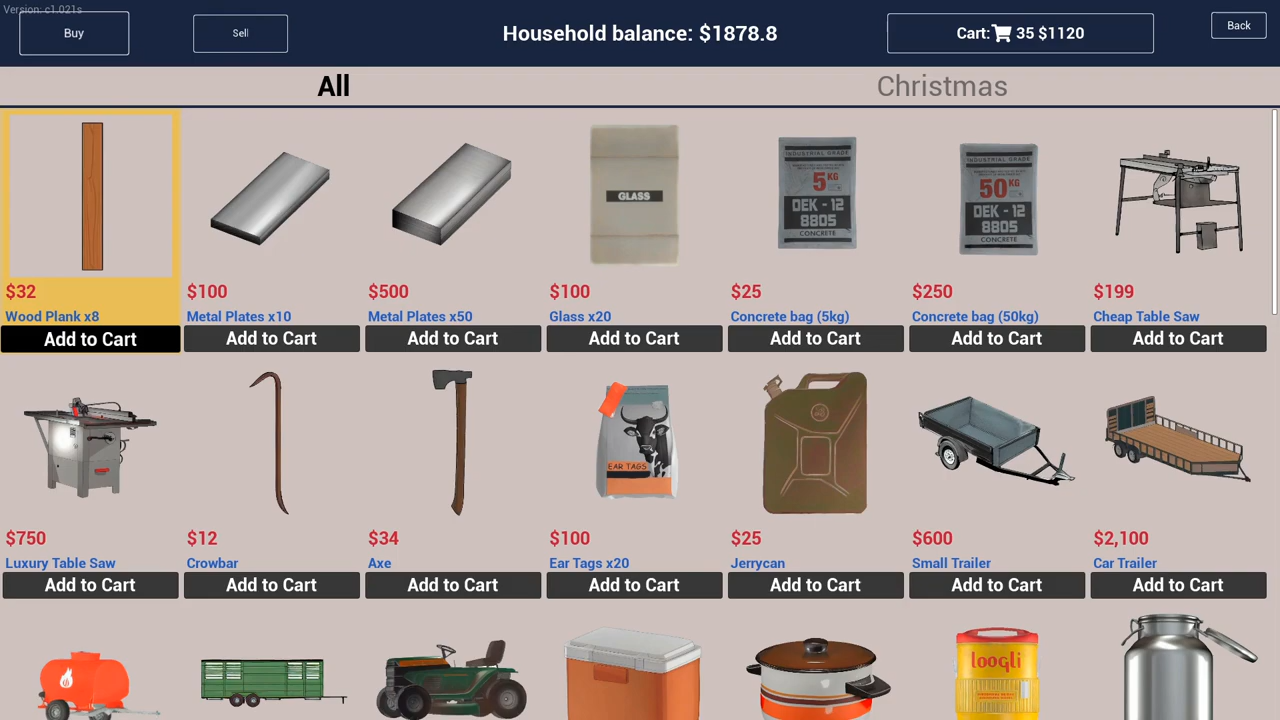 Version: c1.021s
Buy
Sell
Household balance: $1878.8
Cart: 35 $1120
Back
All
Christmas
GLASS
INDUSTRIAL GRADE
5 KG
DEK - 12
8805
CONCRETE
INDUSTRIAL GRADE
50 KG
DEK - 12
8805
CONCRETE
$32
$100
$500
$100
$25
$250
$199
Wood Plank x8
Metal Plates x10
Metal Plates x50
Glass x20
Concrete bag (5kg)
Concrete bag (50kg)
Cheap Table Saw
Add to Cart
Add to Cart
Add to Cart
Add to Cart
Add to Cart
Add to Cart
Add to Cart
EAR TAGS
$750
$12
$34
$100
$25
$600
$2,100
Luxury Table Saw
Crowbar
Axe
Ear Tags x20
Jerrycan
Small Trailer
Car Trailer
Add to Cart
Add to Cart
Add to Cart
Add to Cart
Add to Cart
Add to Cart
Add to Cart
loogli